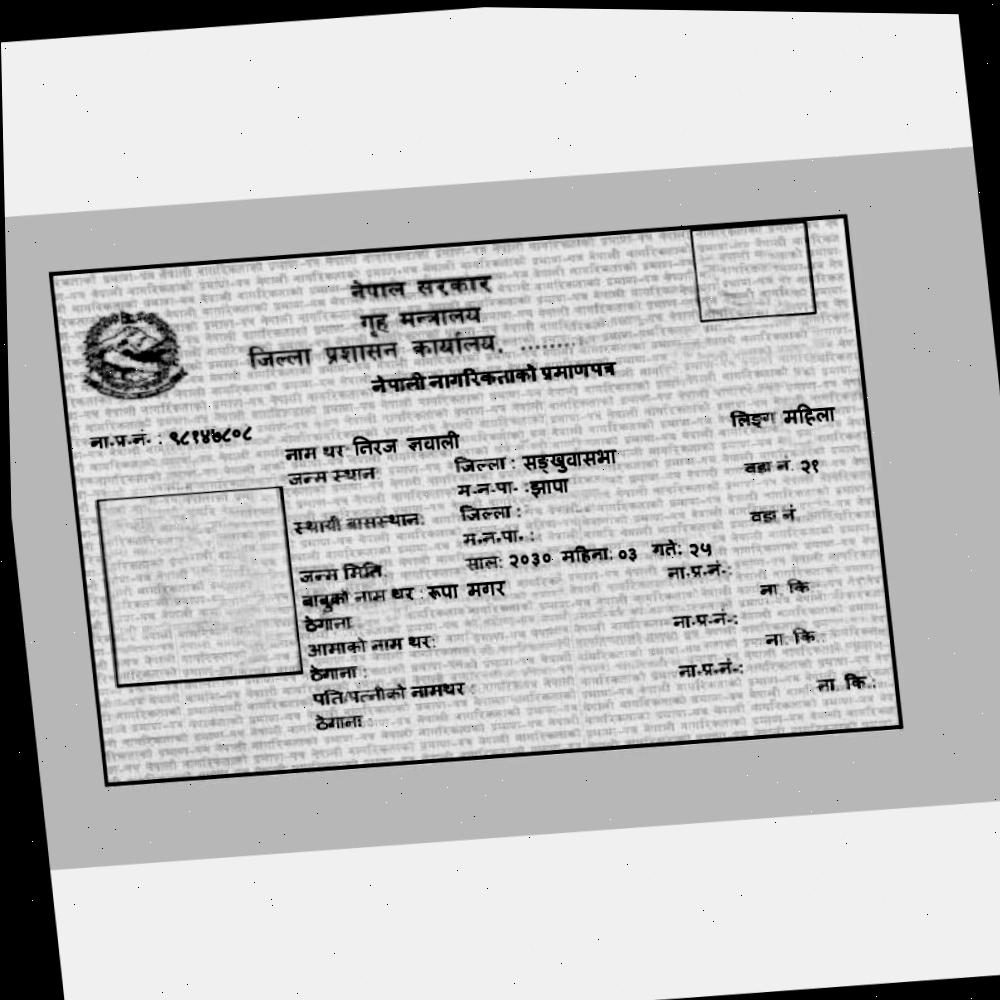 नेपाल सरकार
गृह मन्त्रालय
जिल्ला प्रशासन कार्यालय, ........
नेपाली नागरिकताको प्रमाणपत्र
लिङ्ग महिला
ना.प्र.नं. : ९८१४७८०८
नाम थर तिरज ज्ञवाली
जन्म स्थान: जिल्ला : सङ्खुवासभा वडा नं. २१
म.न.पा. : झापा
स्थायी बासस्थान: जिल्ला : वडा नं.
म.न.पा. :
जन्म मिति: साल: २०३० महिना: ०३ गते: २५
बाबुको नाम थर : रूपा मगर ना.प्र.नं.:
ठेगाना: ना. कि.
आमाको नाम थर: ना.प्र.नं.:
ठेगाना : ना. कि.
पति/पत्नीको नामथर : ना.प्र.नं.:
ठेगाना : ना. कि.: